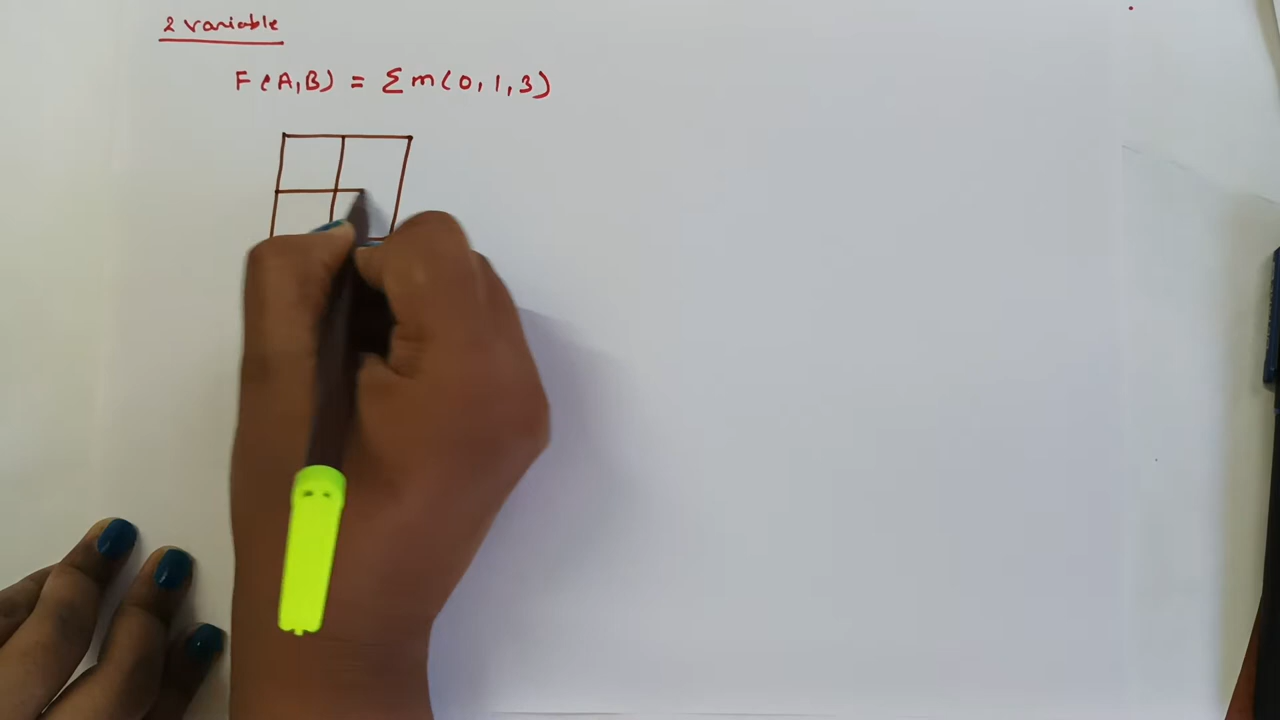 2 variable
F(A,B) = Σm(0,1,3)